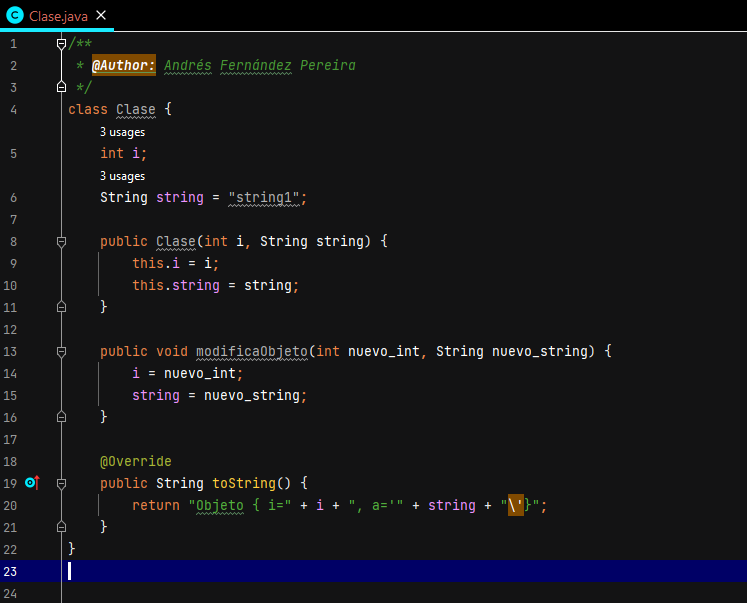 C Clase.java ×
1 /**
2  * @Author: Andrés Fernández Pereira
3  */
4 class Clase {
3 usages
5     int i;
3 usages
6     String string = "string1";
7
8     public Clase(int i, String string) {
9         this.i = i;
10         this.string = string;
11     }
12
13     public void modificaObjeto(int nuevo_int, String nuevo_string) {
14         i = nuevo_int;
15         string = nuevo_string;
16     }
17
18     @Override
19     public String toString() {
20         return "Objeto { i=" + i + ", a='" + string + "\'}";
21     }
22 }
23
24